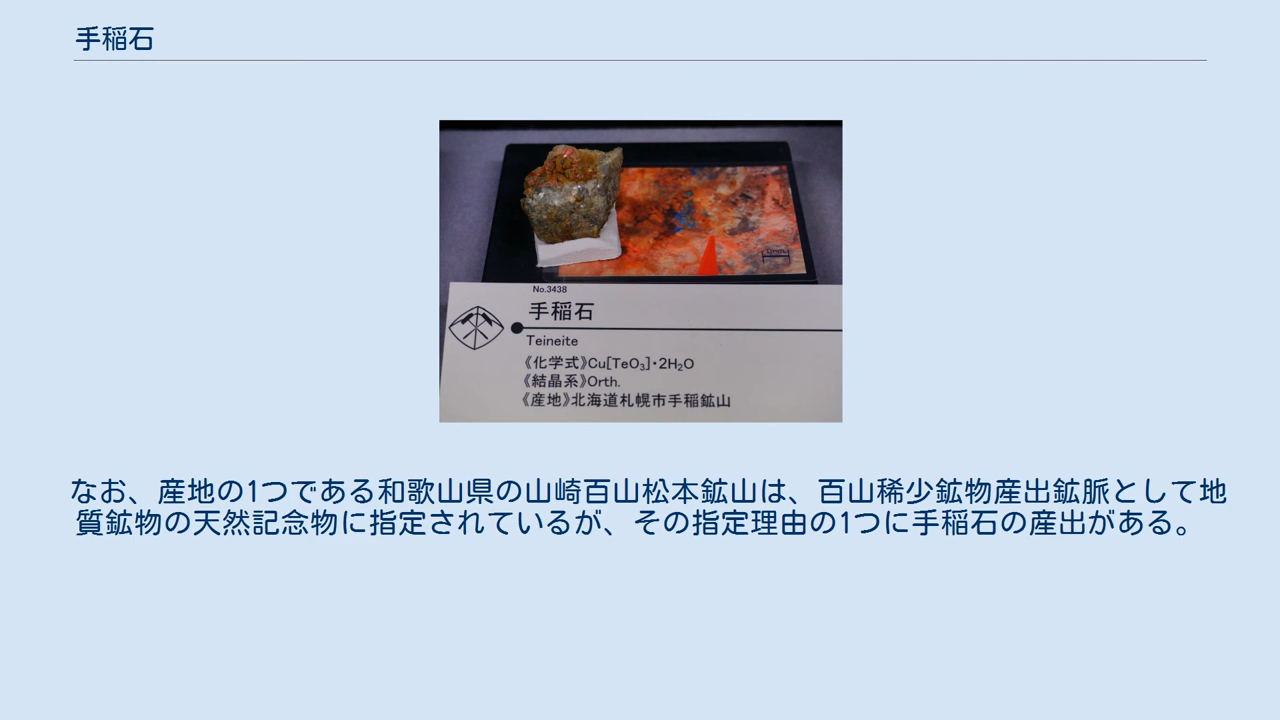 手稲石
No.3438
手稲石
Teineite
《化学式》Cu[TeO₃]・2H₂O
《結晶系》Orth.
《産地》北海道札幌市手稲鉱山
なお、産地の1つである和歌山県の山崎百山松本鉱山は、百山稀少鉱物産出鉱脈として地
質鉱物の天然記念物に指定されているが、その指定理由の1つに手稲石の産出がある。